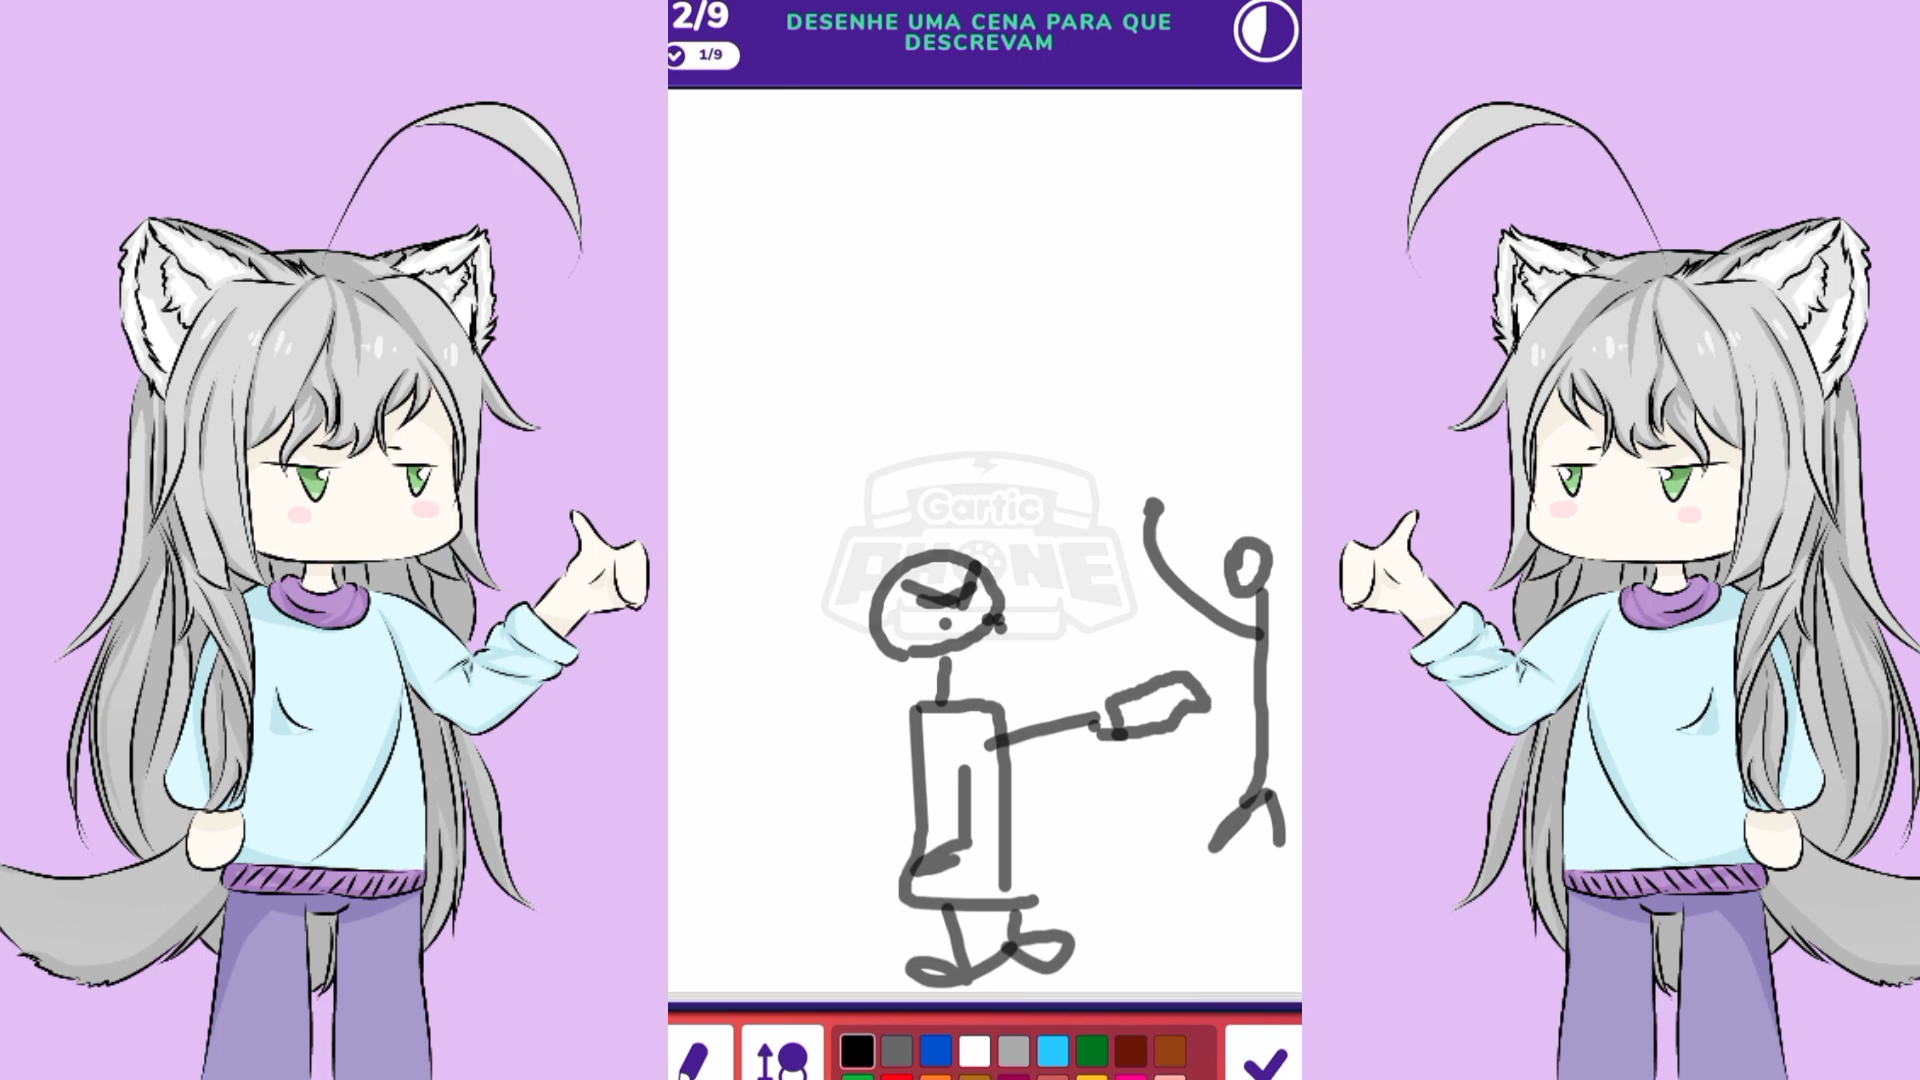 2/9
DESENHE UMA CENA PARA QUE
DESCREVAM
1/9
Gartic
PHONE